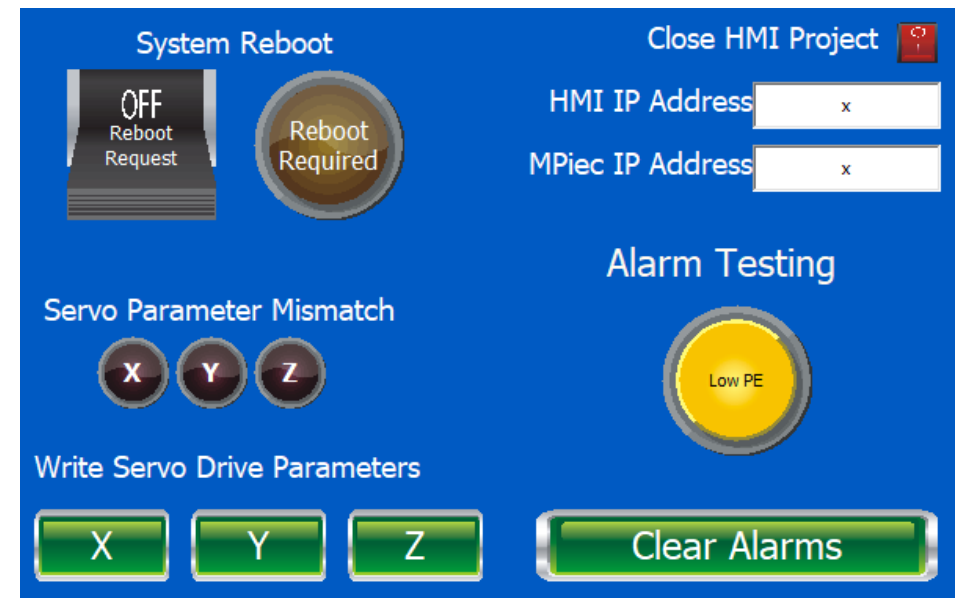 System Reboot
OFF
Reboot
Request
Reboot
Required
Close HMI Project
HMI IP Address x
MPiec IP Address x
Servo Parameter Mismatch
X Y Z
Alarm Testing
Low PE
Write Servo Drive Parameters
X Y Z
Clear Alarms